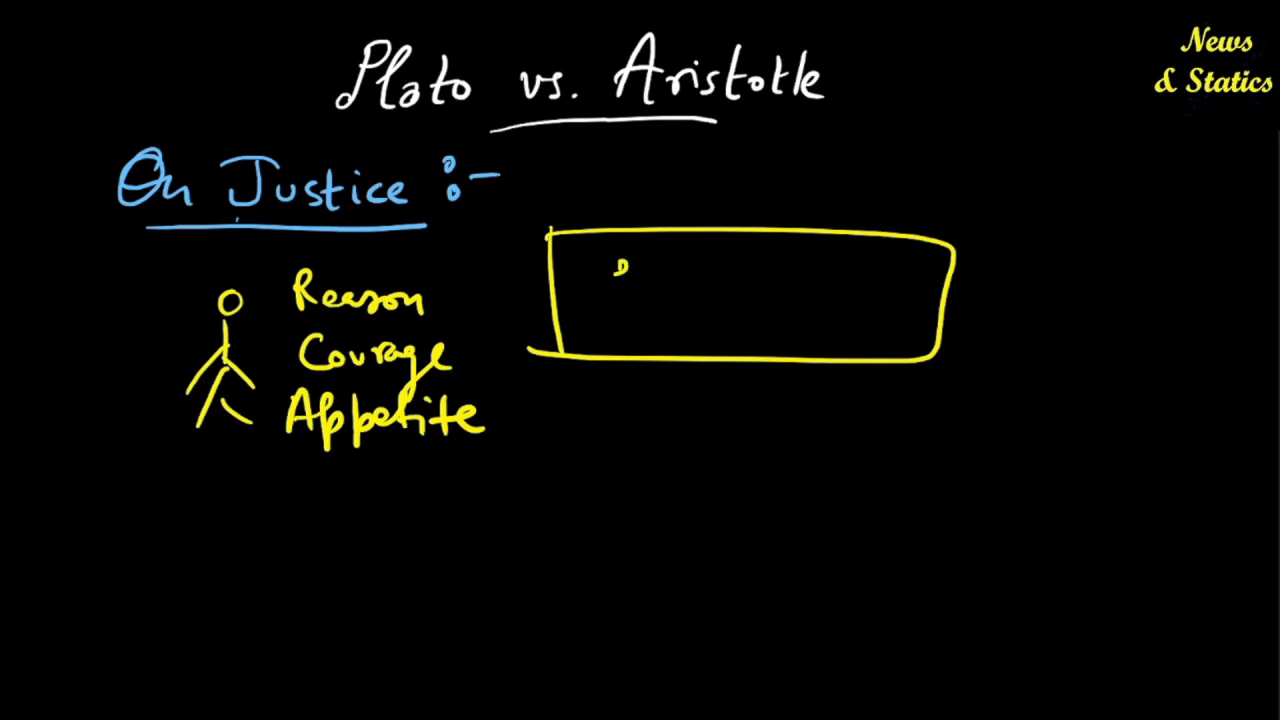 Plato vs. Aristotle
News
& Statics
On Justice :-
Reason
Courage
Appetite